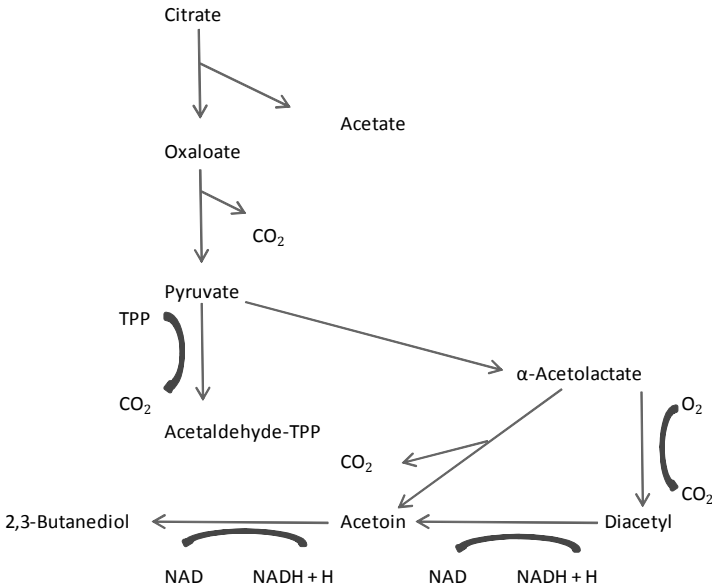 Citrate
Acetate
Oxaloate
CO₂
Pyruvate
TPP
α-Acetolactate
CO₂
O₂
Acetaldehyde-TPP
CO₂
CO₂
2,3-Butanediol
Acetoin
Diacetyl
NAD NADH + H NAD NADH + H